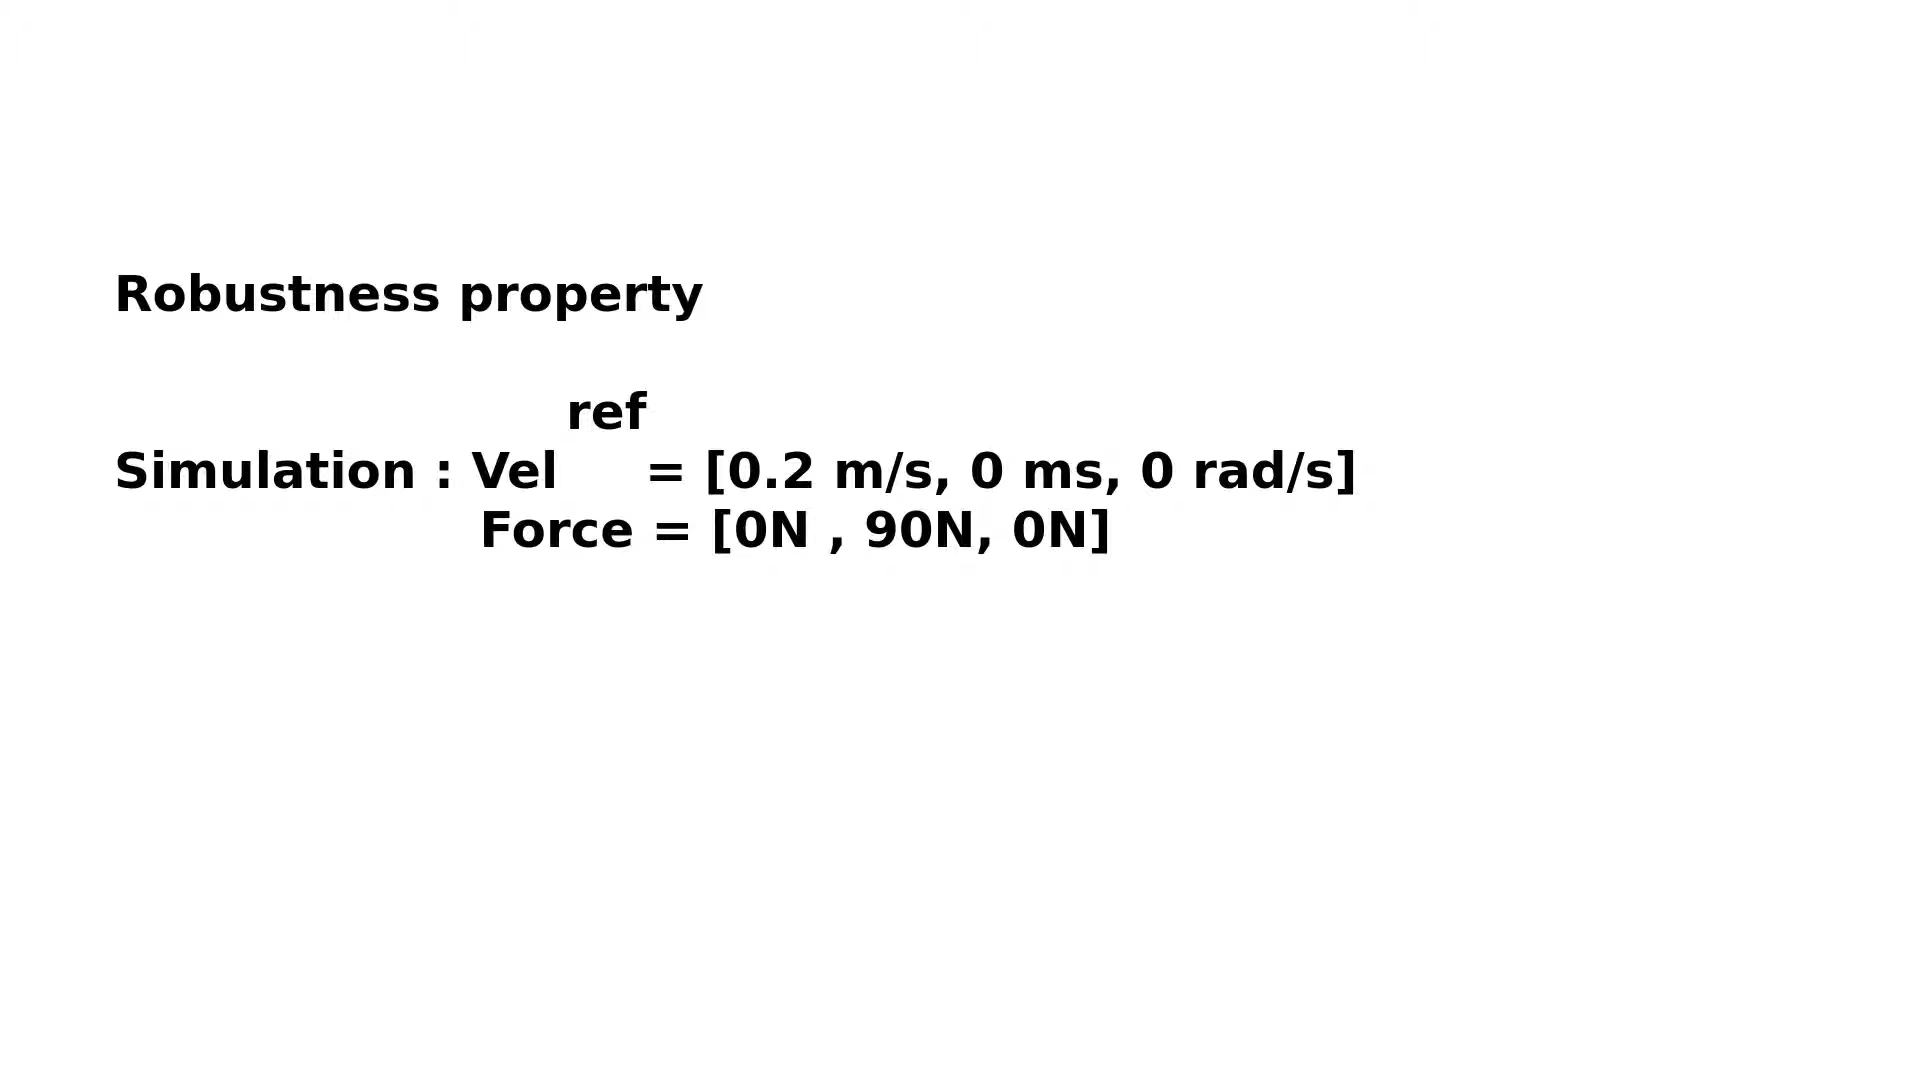 Robustness property
ref
Simulation : Vel = [0.2 m/s, 0 ms, 0 rad/s]
Force = [0N , 90N, 0N]